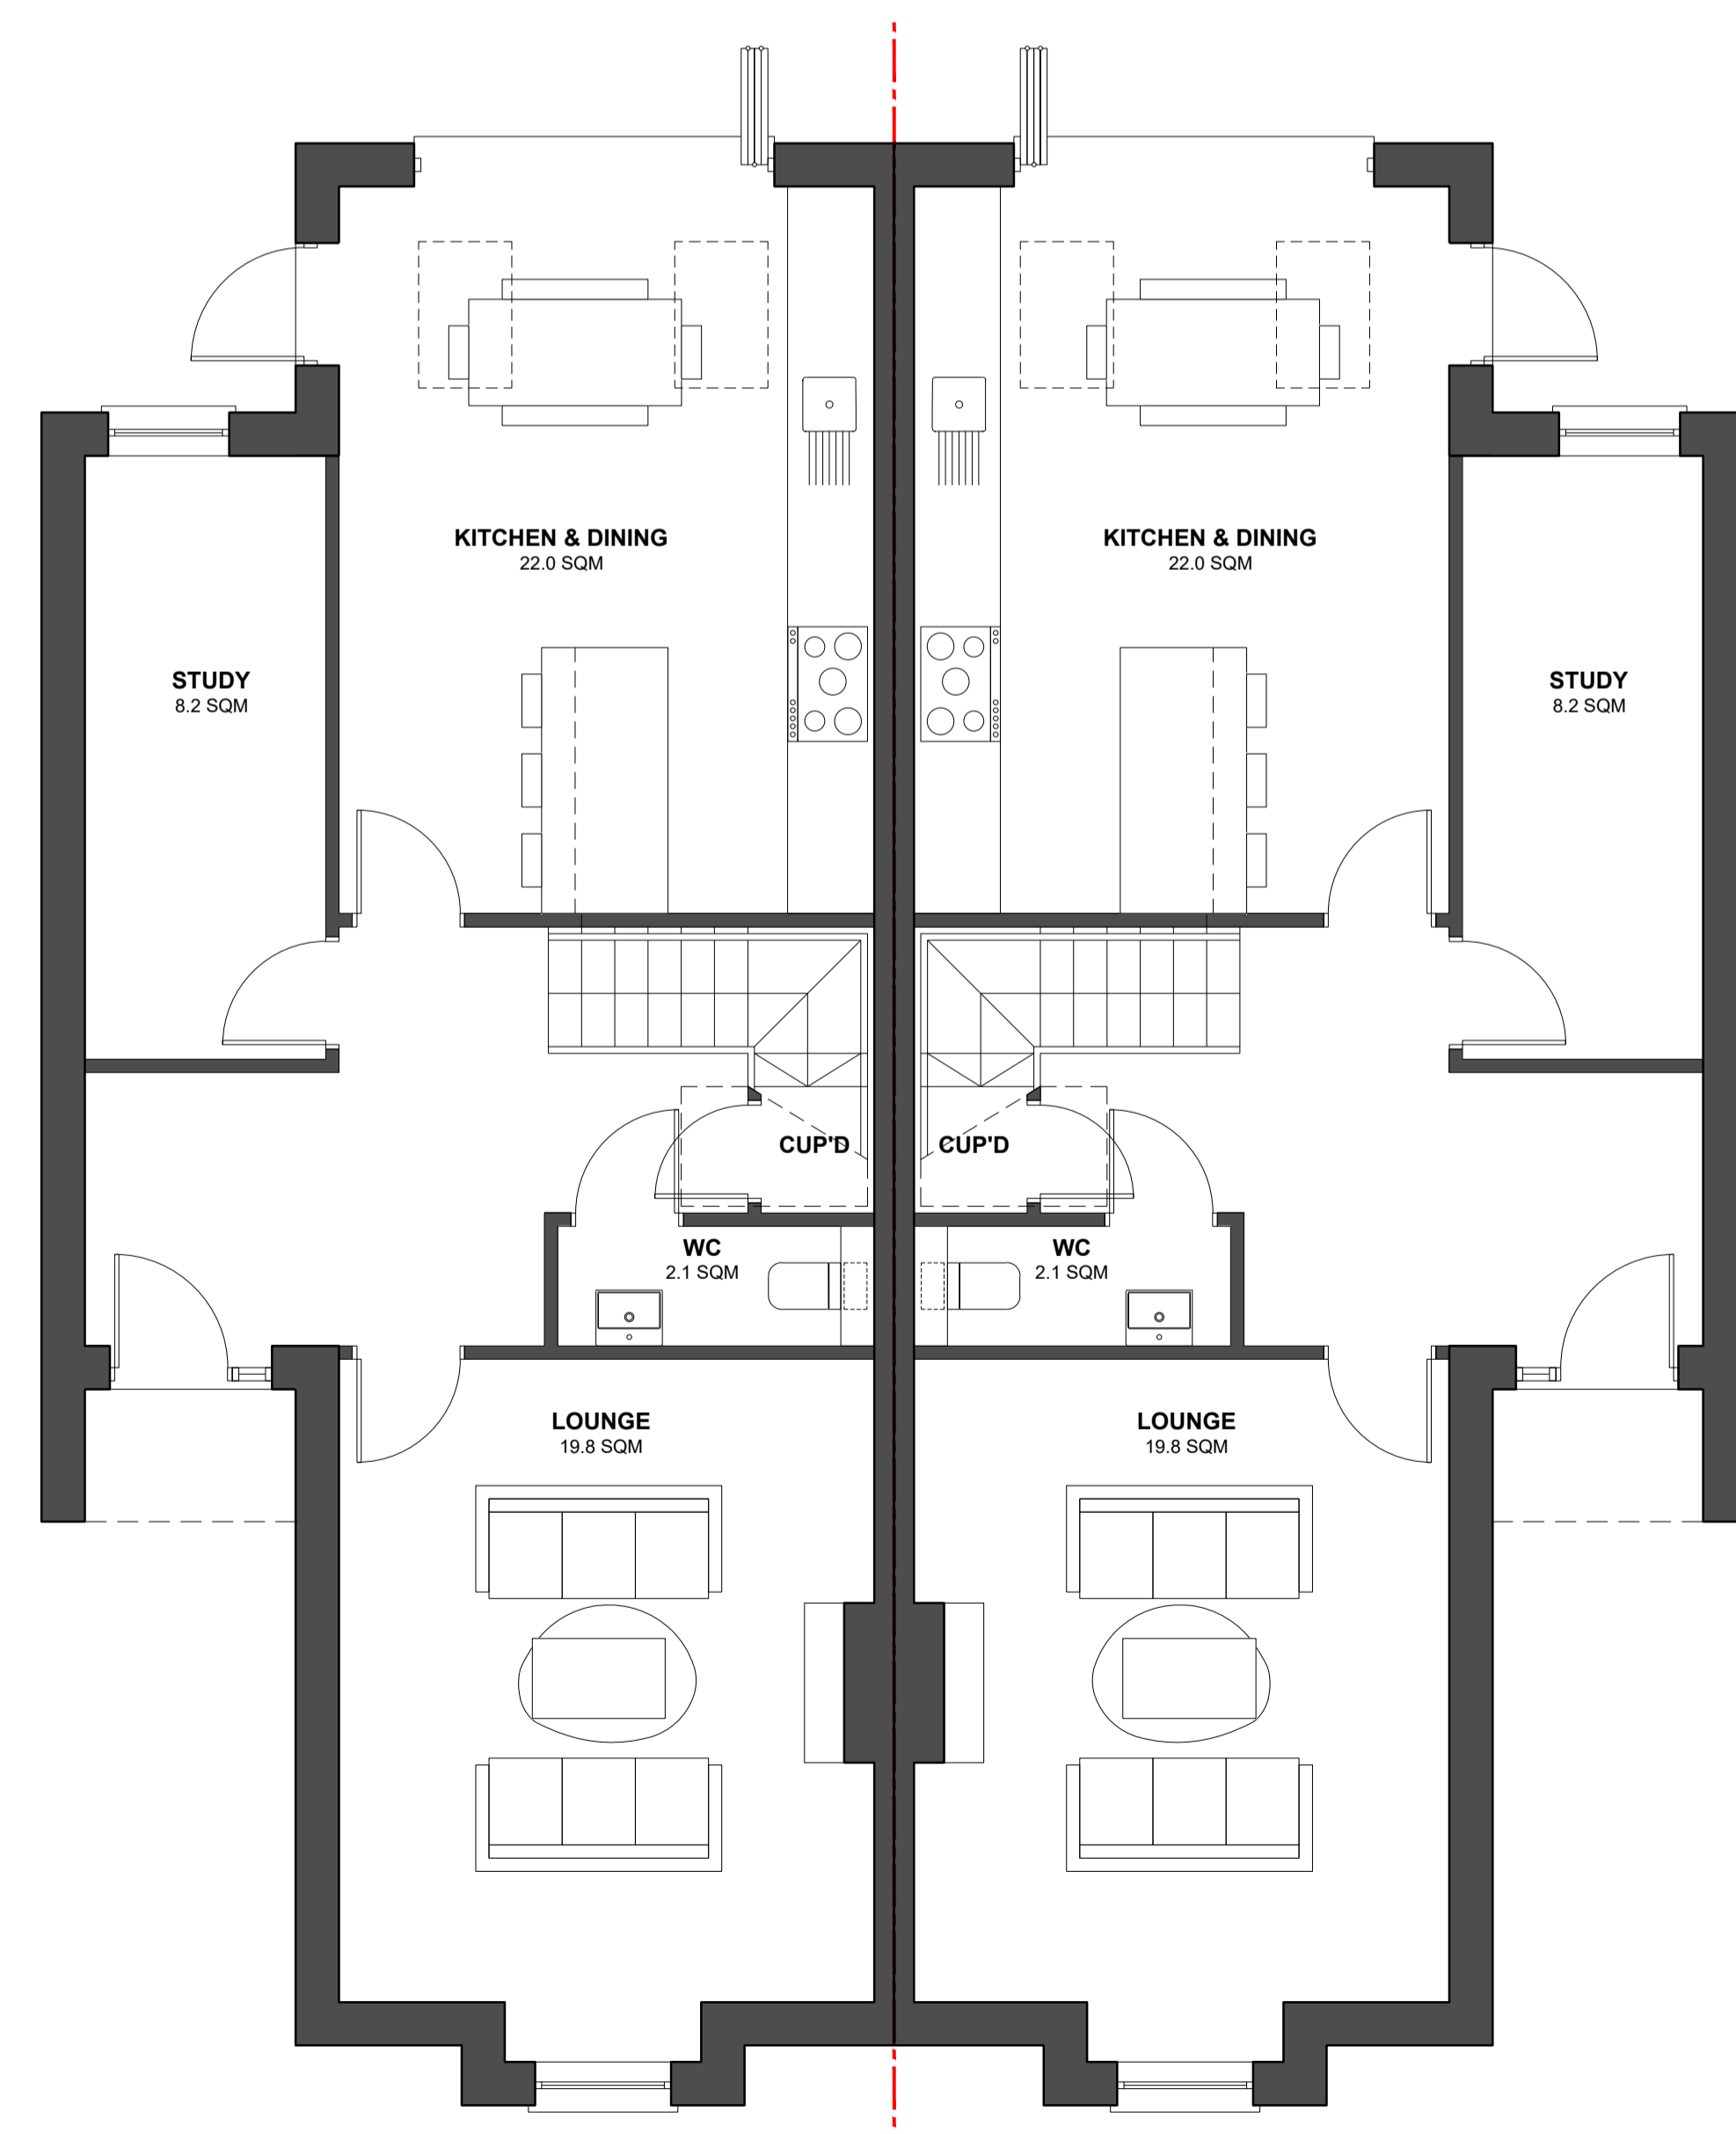 KITCHEN & DINING
22.0 SQM
KITCHEN & DINING
22.0 SQM
STUDY
8.2 SQM
STUDY
8.2 SQM
CUP'D
CUP'D
WC
2.1 SQM
WC
2.1 SQM
LOUNGE
19.8 SQM
LOUNGE
19.8 SQM